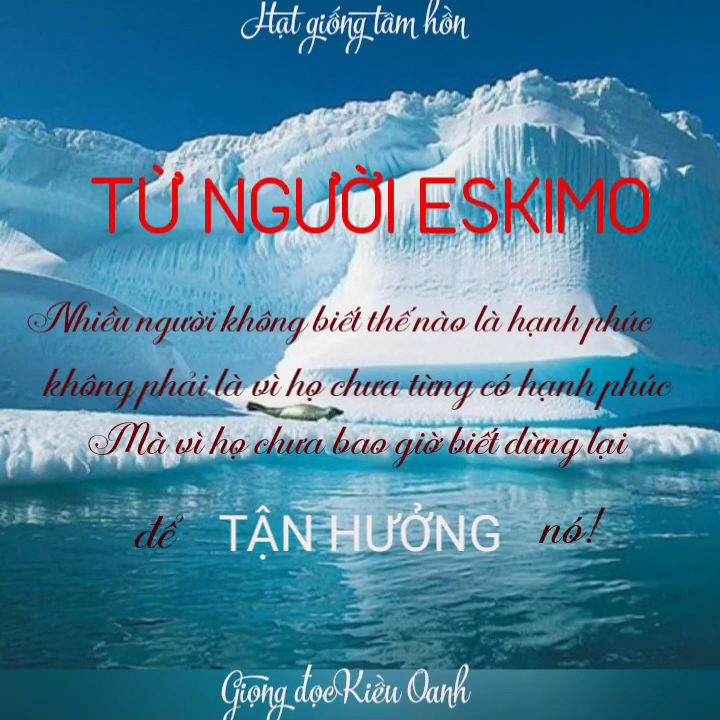 Hạt giống tâm hồn
TỪ NGƯỜI ESKIMO
Nhiều người không biết thế nào là hạnh phúc
không phải là vì họ chưa từng có hạnh phúc
Mà vì họ chưa bao giờ biết dừng lại
để TẬN HƯỞNG nó!
Giọng đọc Kiều Oanh